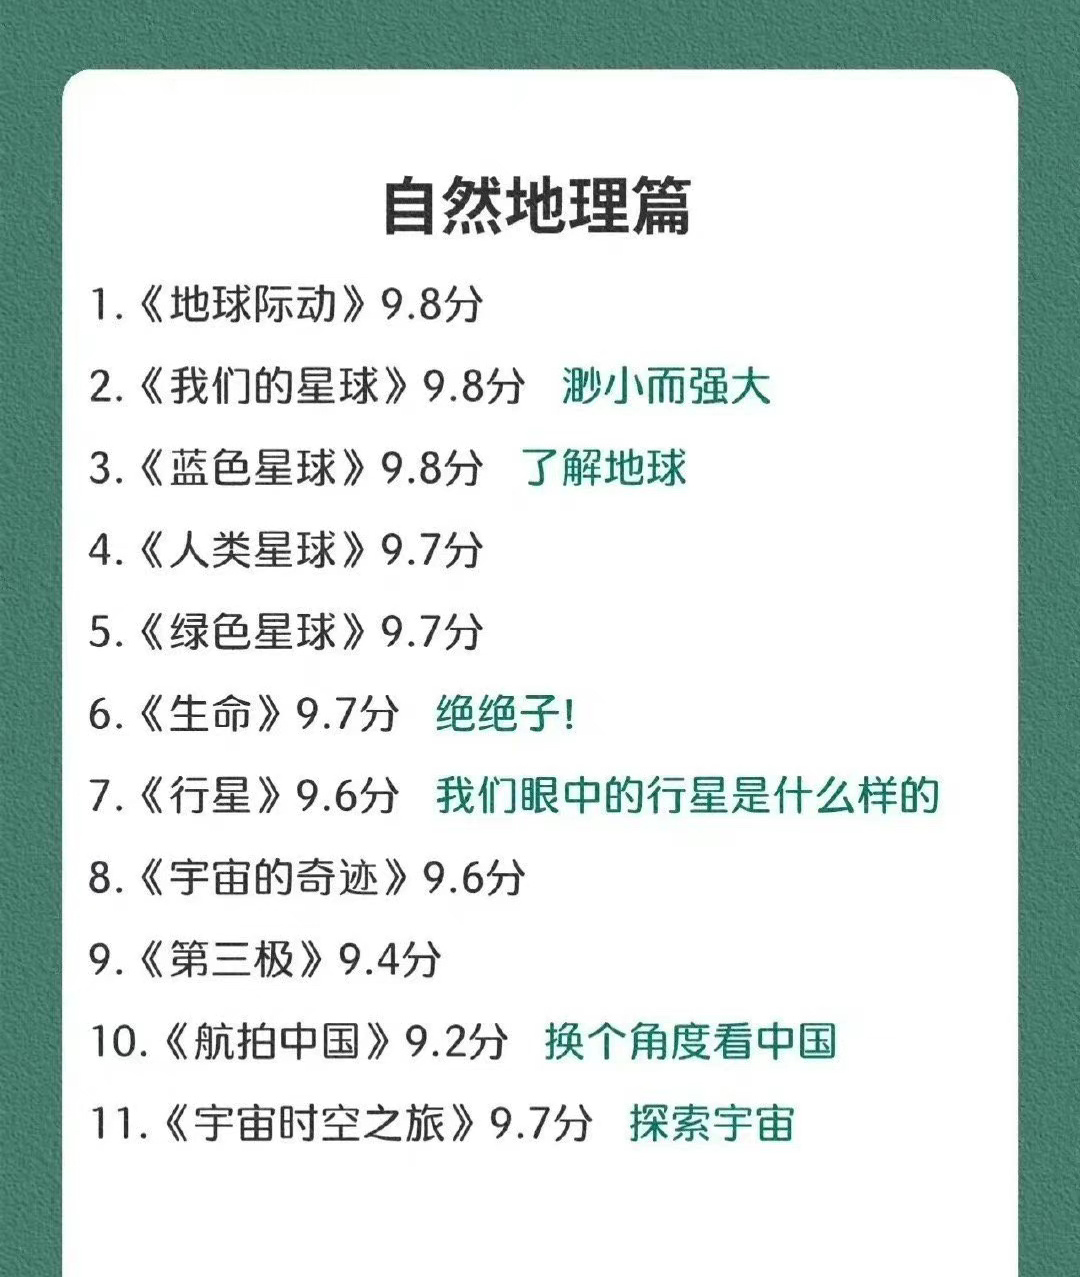 自然地理篇
1.《地球际动》9.8分
2.《我们的星球》9.8分 渺小而强大
3.《蓝色星球》9.8分 了解地球
4.《人类星球》9.7分
5.《绿色星球》9.7分
6.《生命》9.7分 绝绝子!
7.《行星》9.6分 我们眼中的行星是什么样的
8.《宇宙的奇迹》9.6分
9.《第三极》9.4分
10.《航拍中国》9.2分 换个角度看中国
11.《宇宙时空之旅》9.7分 探索宇宙